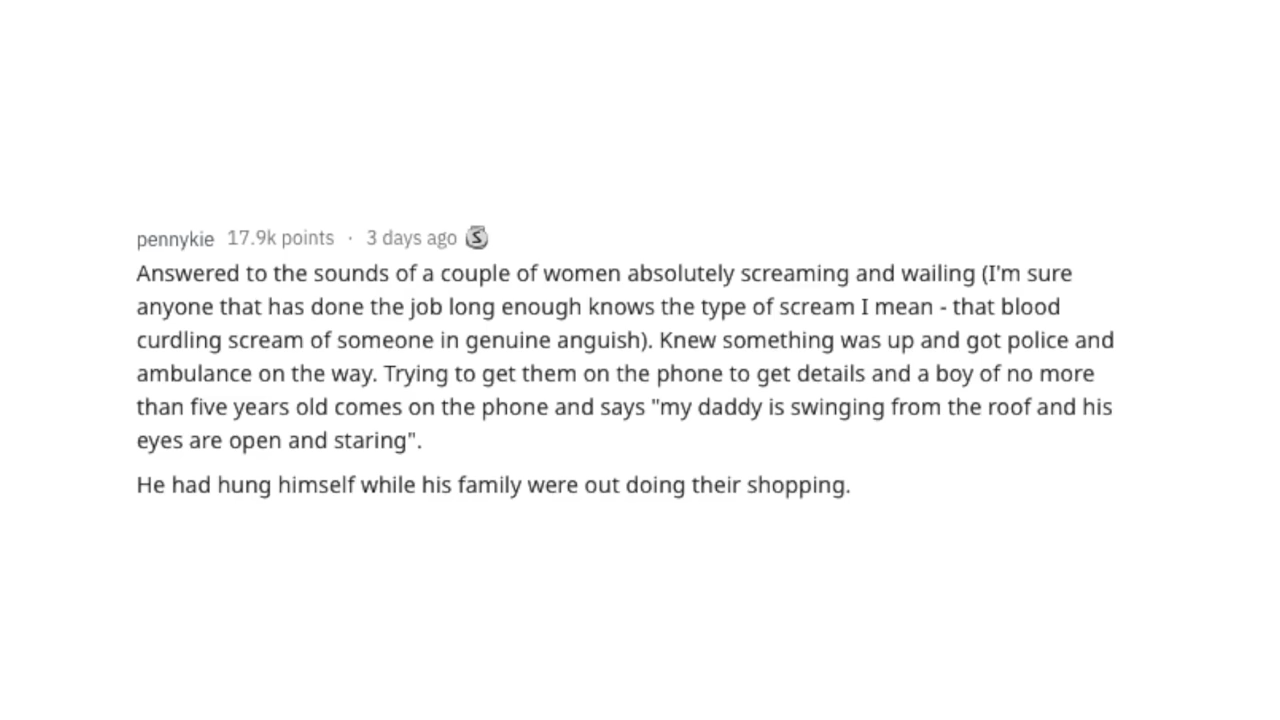 pennykie 17.9k points · 3 days ago S
Answered to the sounds of a couple of women absolutely screaming and wailing (I'm sure
anyone that has done the job long enough knows the type of scream I mean - that blood
curdling scream of someone in genuine anguish). Knew something was up and got police and
ambulance on the way. Trying to get them on the phone to get details and a boy of no more
than five years old comes on the phone and says "my daddy is swinging from the roof and his
eyes are open and staring".
He had hung himself while his family were out doing their shopping.